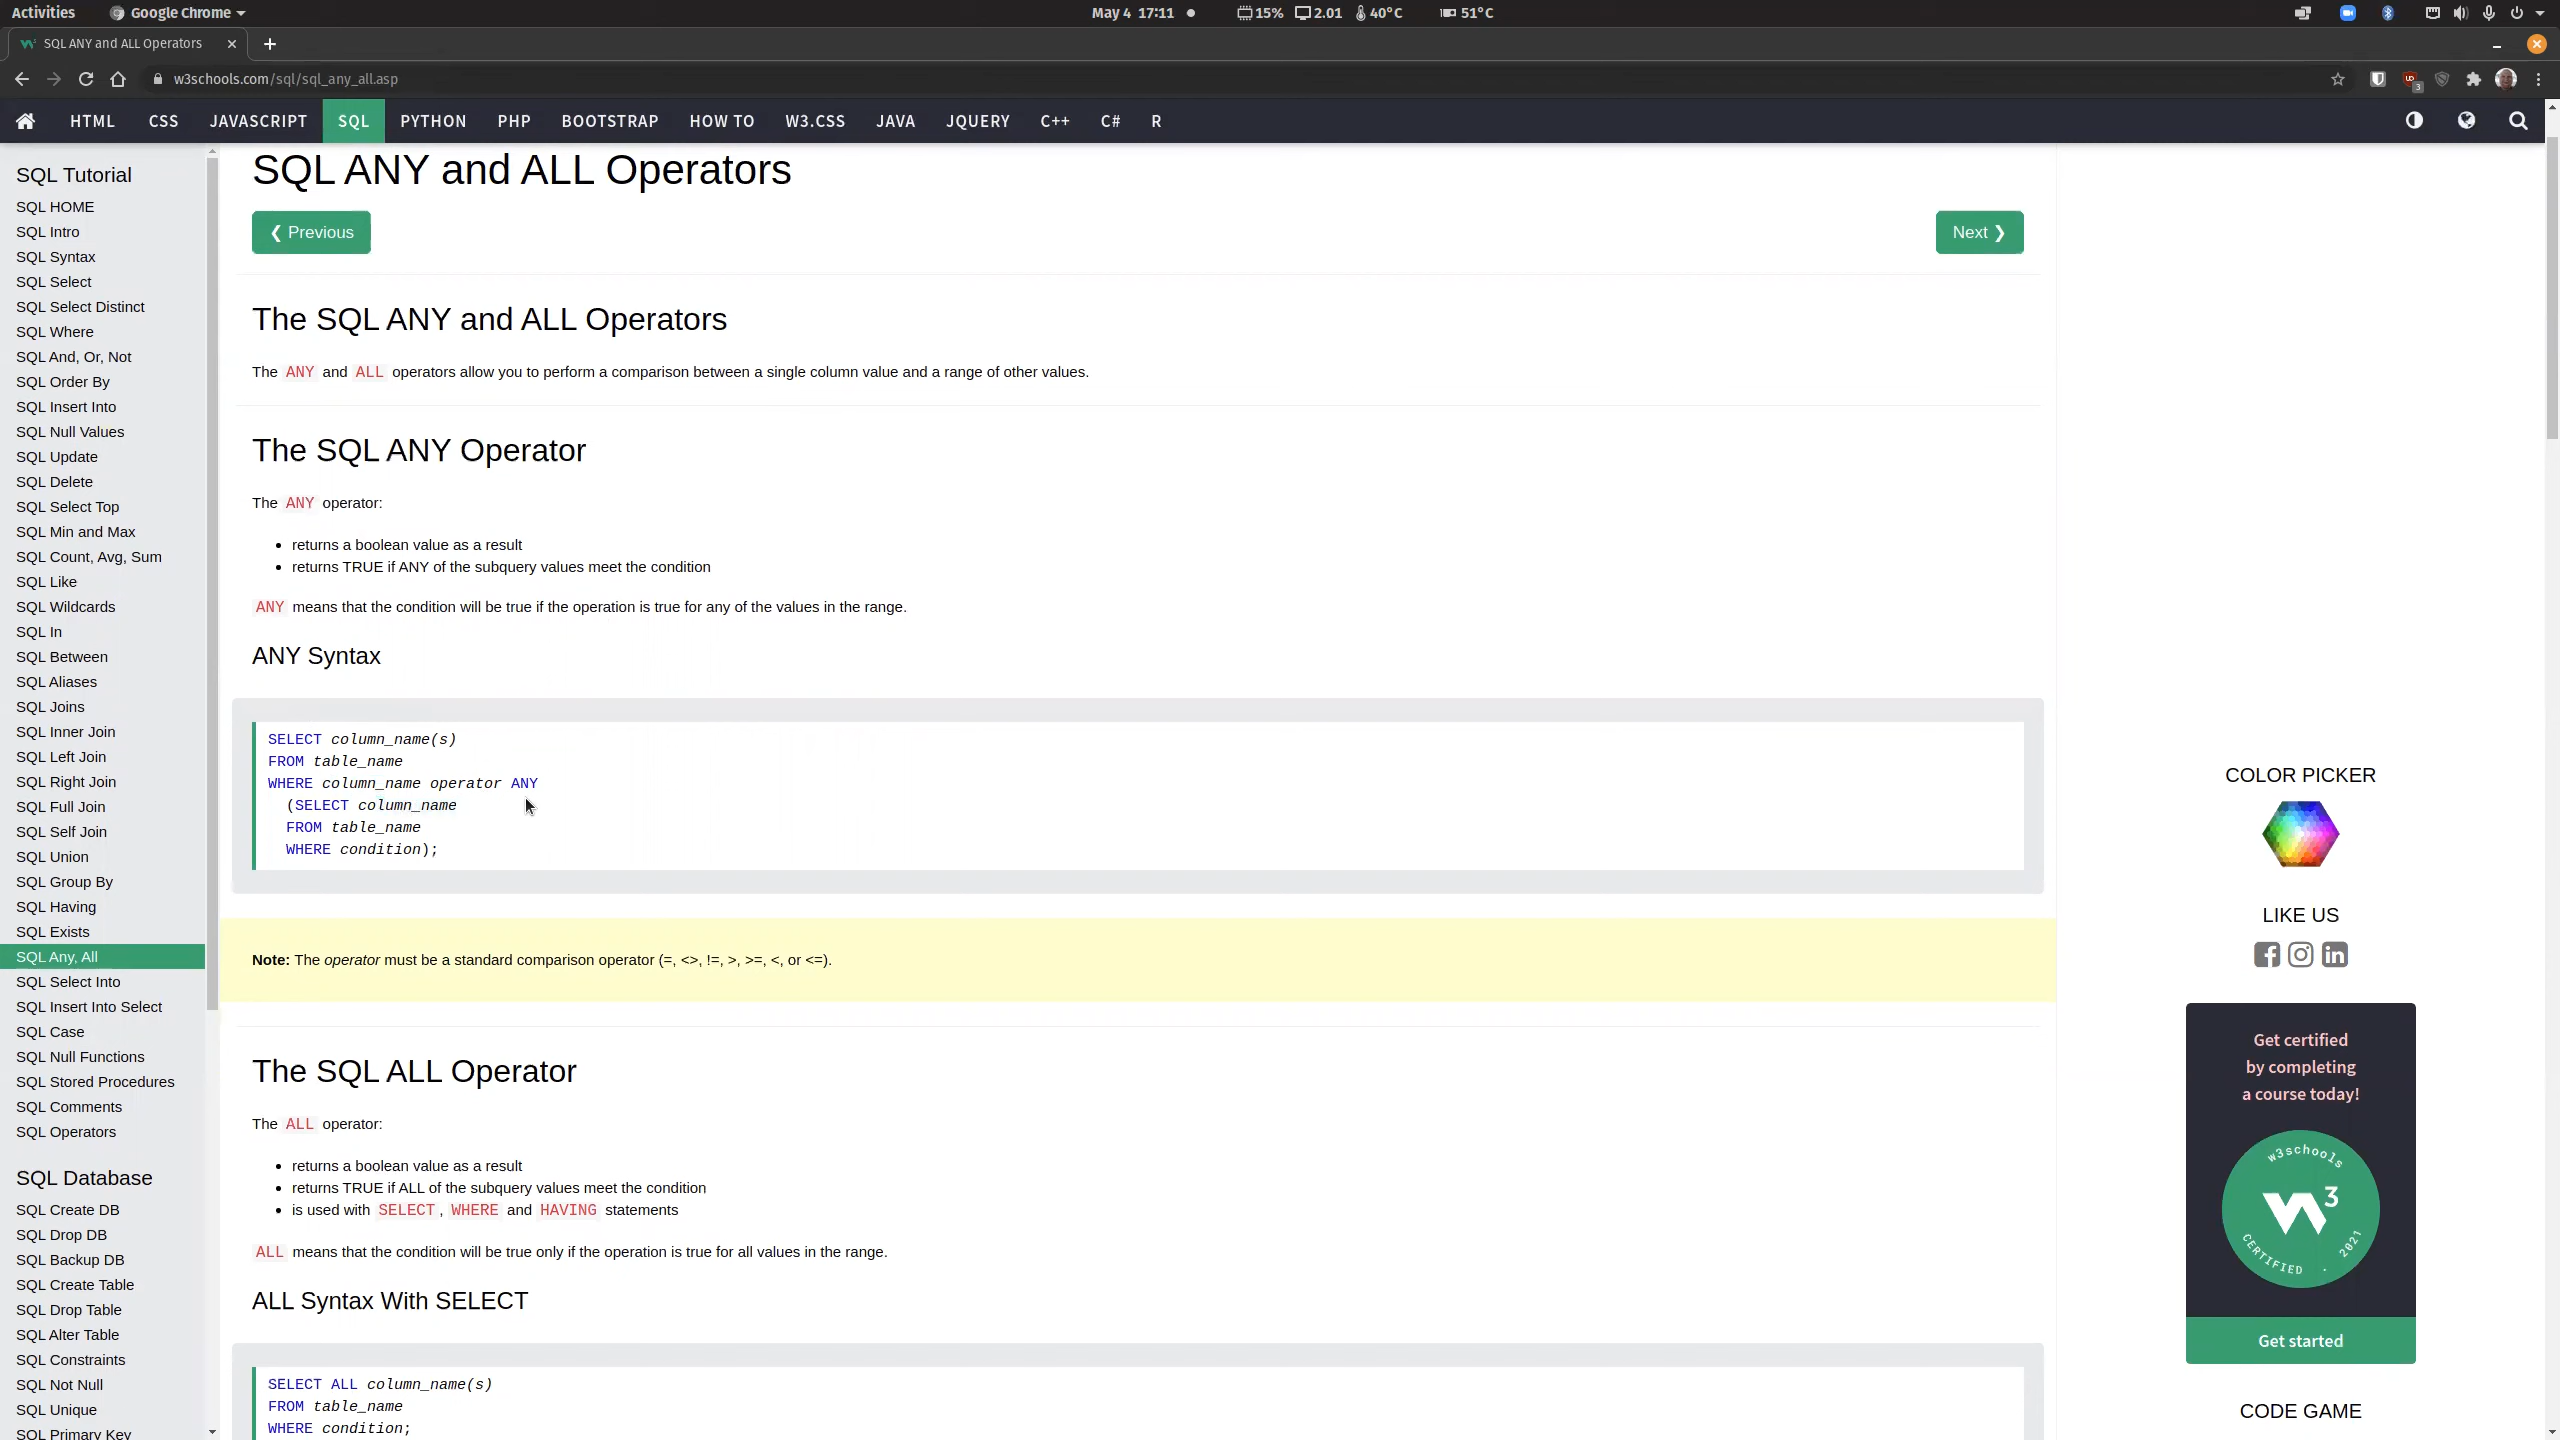 Activities
Google Chrome
May 4 17:11
15%
2.01
40°C
51°C
SQL ANY and ALL Operators
w3schools.com/sql/sql_any_all.asp
3
HTML
CSS
JAVASCRIPT
SQL
PYTHON
PHP
BOOTSTRAP
HOW TO
W3.CSS
JAVA
JQUERY
C++
C#
R
SQL Tutorial
SQL HOME
SQL Intro
SQL Syntax
SQL Select
SQL Select Distinct
SQL Where
SQL And, Or, Not
SQL Order By
SQL Insert Into
SQL Null Values
SQL Update
SQL Delete
SQL Select Top
SQL Min and Max
SQL Count, Avg, Sum
SQL Like
SQL Wildcards
SQL In
SQL Between
SQL Aliases
SQL Joins
SQL Inner Join
SQL Left Join
SQL Right Join
SQL Full Join
SQL Self Join
SQL Union
SQL Group By
SQL Having
SQL Exists
SQL Any, All
SQL Select Into
SQL Insert Into Select
SQL Case
SQL Null Functions
SQL Stored Procedures
SQL Comments
SQL Operators
SQL Database
SQL Create DB
SQL Drop DB
SQL Backup DB
SQL Create Table
SQL Drop Table
SQL Alter Table
SQL Constraints
SQL Not Null
SQL Unique
SQL Primary Key
SQL ANY and ALL Operators
❮ Previous
Next ❯
The SQL ANY and ALL Operators
The ANY and ALL operators allow you to perform a comparison between a single column value and a range of other values.
The SQL ANY Operator
The ANY operator:
• returns a boolean value as a result
• returns TRUE if ANY of the subquery values meet the condition
ANY means that the condition will be true if the operation is true for any of the values in the range.
ANY Syntax
SELECT column_name(s)
FROM table_name
WHERE column_name operator ANY
(SELECT column_name
FROM table_name
WHERE condition);
Note: The operator must be a standard comparison operator (=, <>, !=, >, >=, <, or <=).
The SQL ALL Operator
The ALL operator:
• returns a boolean value as a result
• returns TRUE if ALL of the subquery values meet the condition
• is used with SELECT, WHERE and HAVING statements
ALL means that the condition will be true only if the operation is true for all values in the range.
ALL Syntax With SELECT
SELECT ALL column_name(s)
FROM table_name
WHERE condition;
COLOR PICKER
LIKE US
Get certified
by completing
a course today!
w3schools
3
CERTIFIED . 2021
Get started
CODE GAME